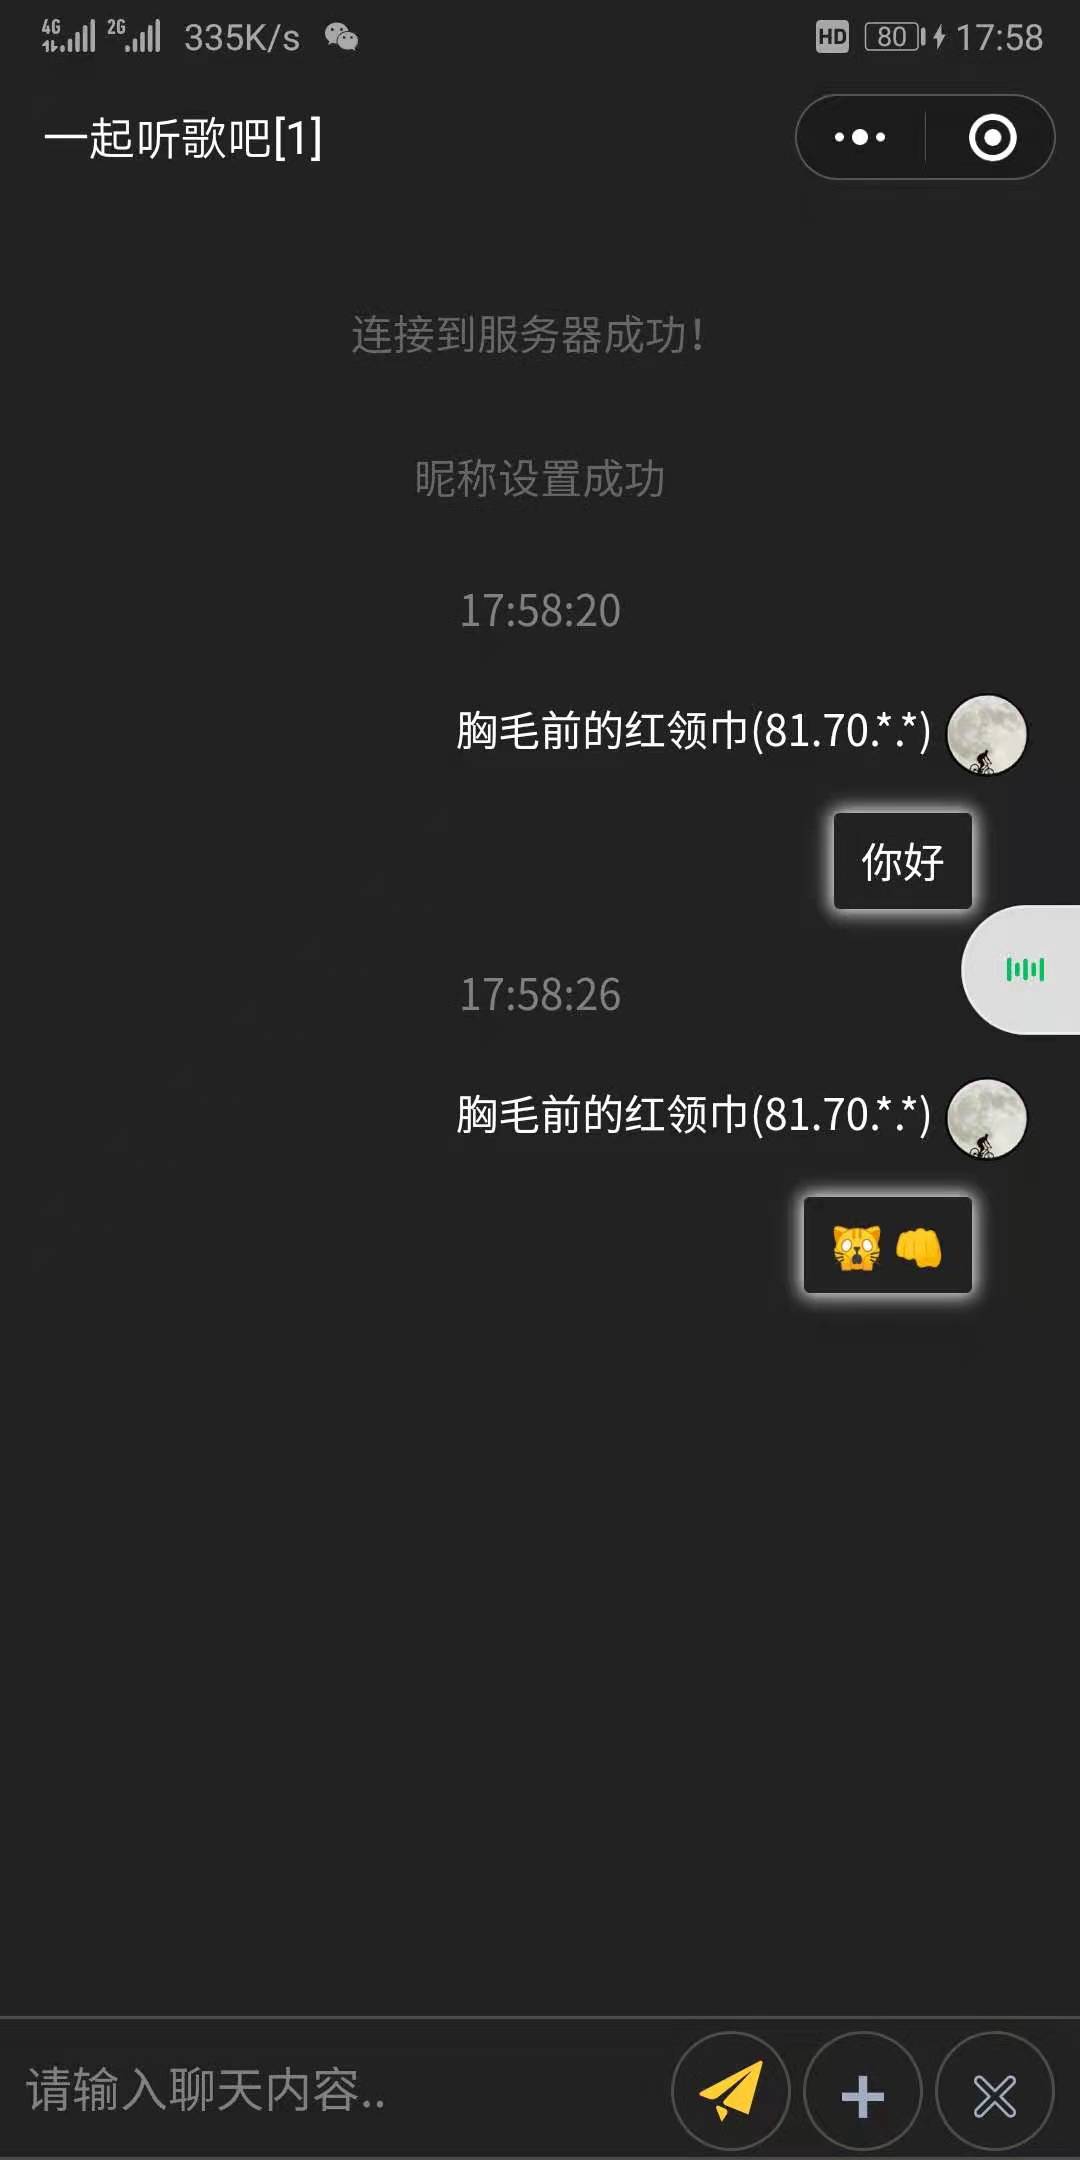 4G 2G 335K/s HD 80 17:58
一起听歌吧[1]
连接到服务器成功！
昵称设置成功
17:58:20
胸毛前的红领巾(81.70.*.*)
你好
17:58:26
胸毛前的红领巾(81.70.*.*)
🙀 👊
请输入聊天内容..